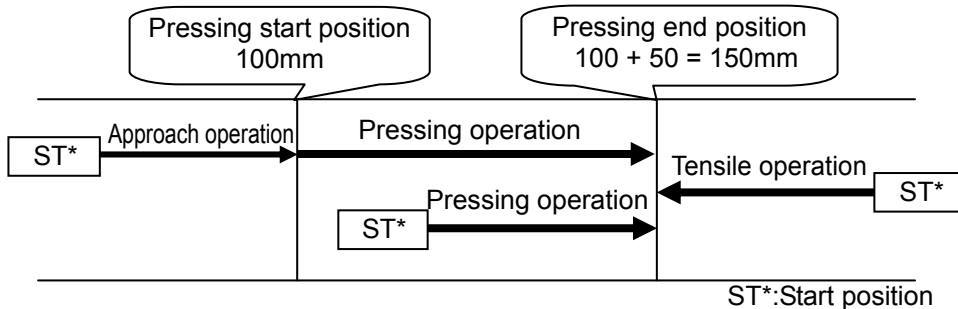 Pressing start position
100mm
Pressing end position
100 + 50 = 150mm
Approach operation
Pressing operation
ST*
Tensile operation
ST*
Pressing operation
ST*
ST*:Start position